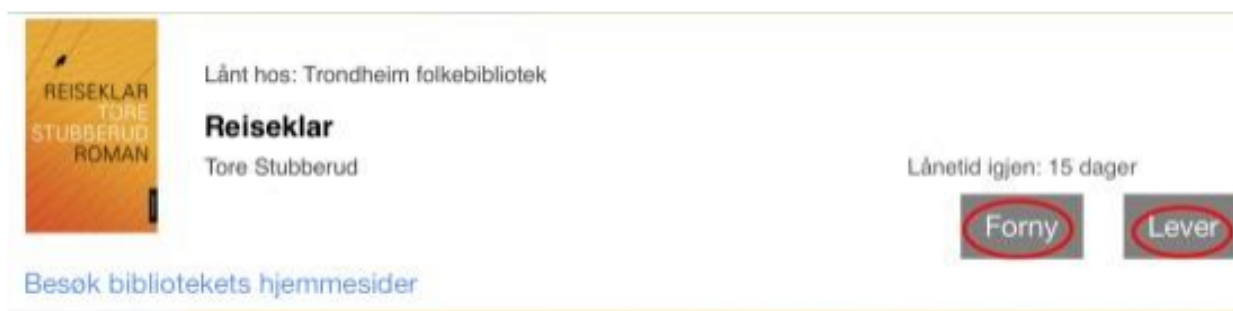 REISEKLAR
TORE
STUBBERUD
ROMAN
Lånt hos: Trondheim folkebibliotek
Reiseklar
Tore Stubberud
Lånetid igjen: 15 dager
Forny
Lever
Besøk bibliotekets hjemmesider